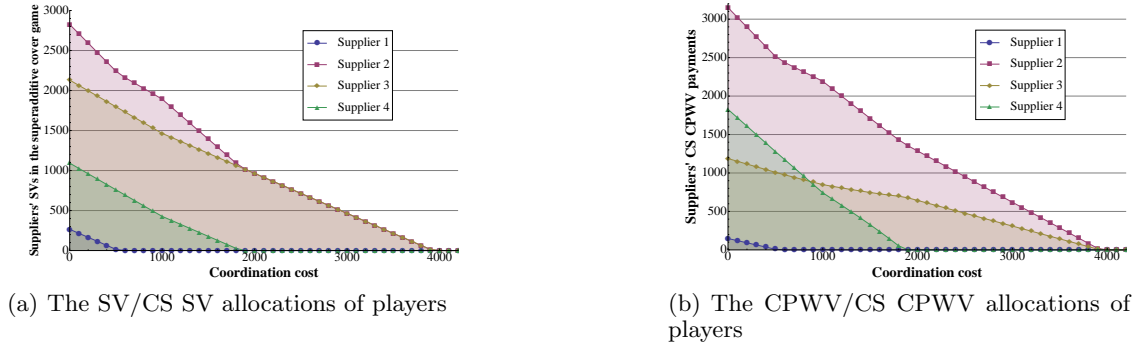 Suppliers' SVs in the superadditive cover game
3000
2500
2000
1500
1000
500
0
0 1000 2000 3000 4000
Coordination cost
Supplier 1
Supplier 2
Supplier 3
Supplier 4
(a) The SV/CS SV allocations of players
Suppliers' CS CPWV payments
3000
2500
2000
1500
1000
500
0
0 1000 2000 3000 4000
Coordination cost
Supplier 1
Supplier 2
Supplier 3
Supplier 4
(b) The CPWV/CS CPWV allocations of
players